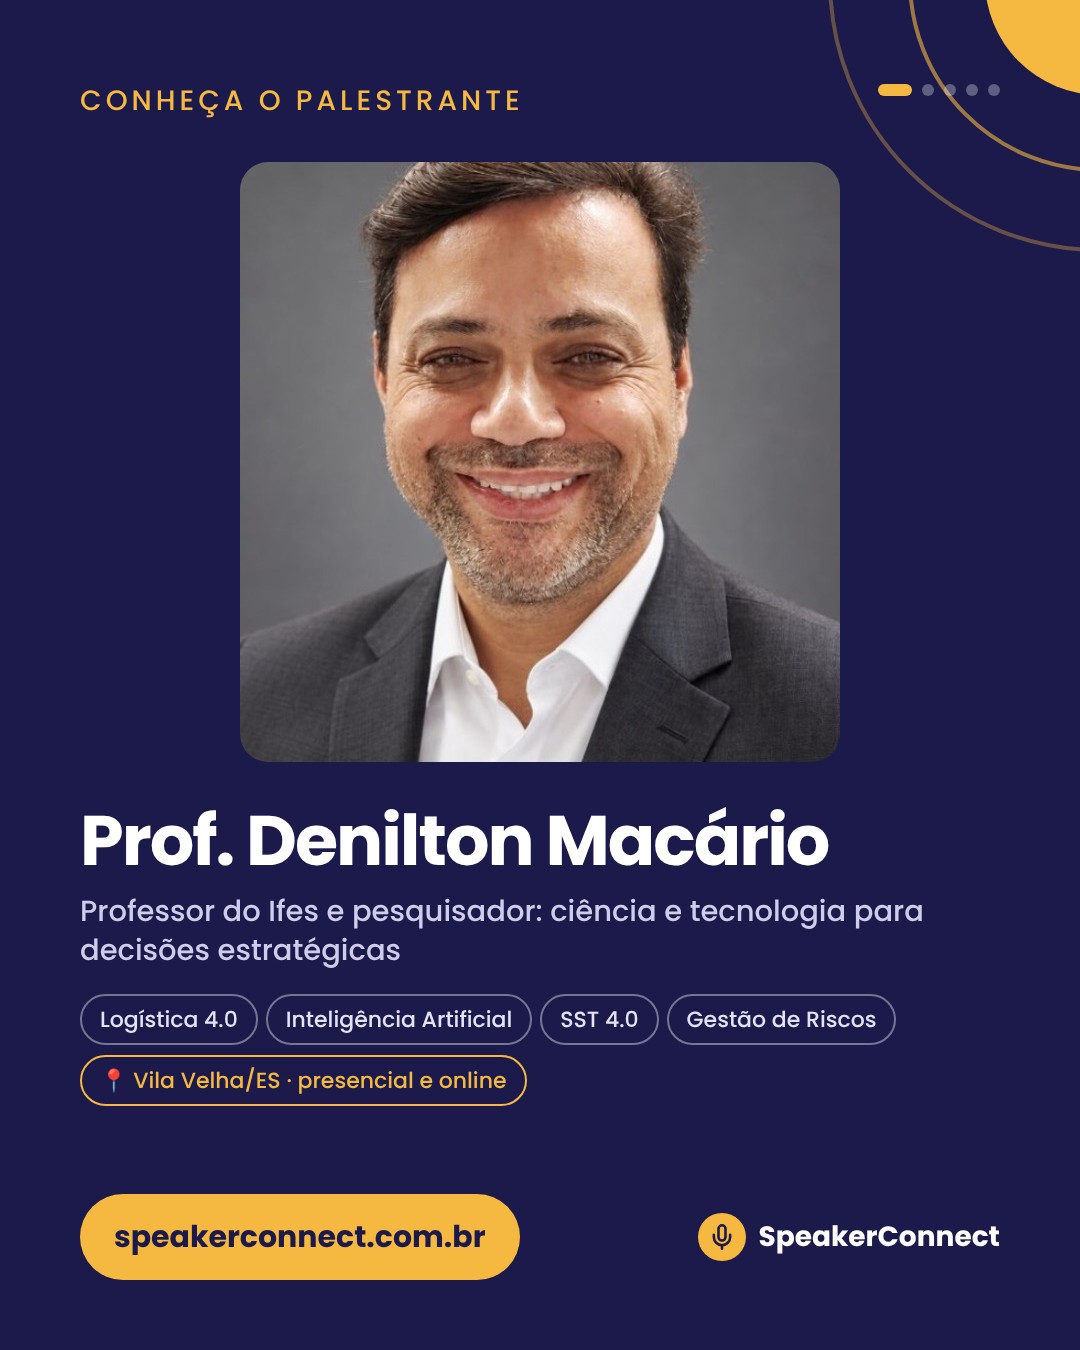 CONHEÇA O PALESTRANTE
Prof. Denilton Macário
Professor do Ifes e pesquisador: ciência e tecnologia para
decisões estratégicas
Logística 4.0 Inteligência Artificial SST 4.0 Gestão de Riscos
📍 Vila Velha/ES · presencial e online
speakerconnect.com.br SpeakerConnect